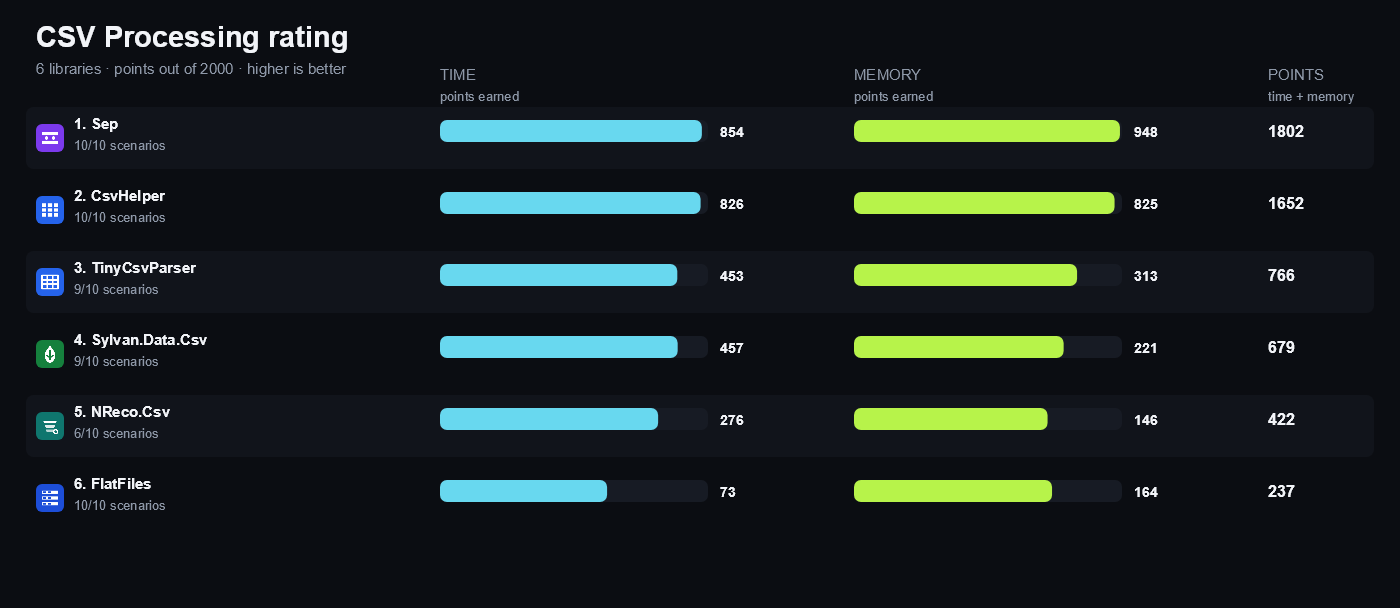 CSV Processing rating
6 libraries · points out of 2000 · higher is better
TIME
points earned
MEMORY
points earned
POINTS
time + memory
1. Sep
10/10 scenarios
854
948
1802
2. CsvHelper
10/10 scenarios
826
825
1652
3. TinyCsvParser
9/10 scenarios
453
313
766
4. Sylvan.Data.Csv
9/10 scenarios
457
221
679
5. NReco.Csv
6/10 scenarios
276
146
422
6. FlatFiles
10/10 scenarios
73
164
237